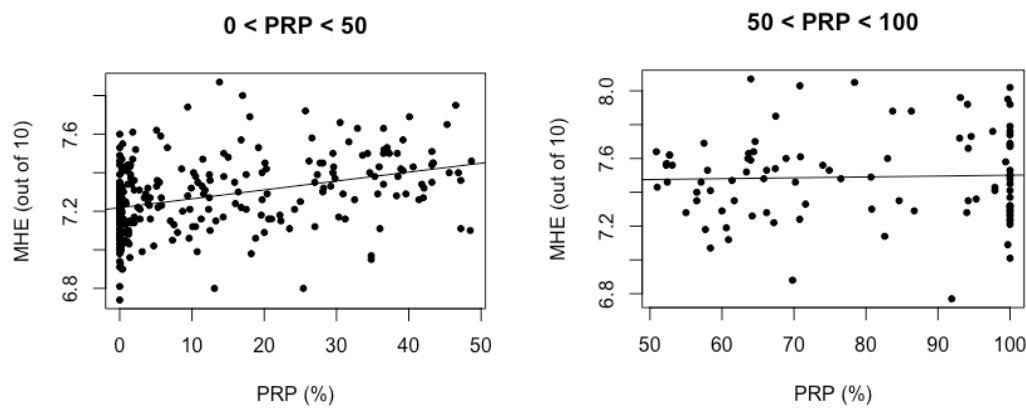 0 < PRP < 50
MHE (out of 10)
7.6
7.2
6.8
0 10 20 30 40 50
PRP (%)
50 < PRP < 100
MHE (out of 10)
8.0
7.6
7.2
6.8
50 60 70 80 90 100
PRP (%)